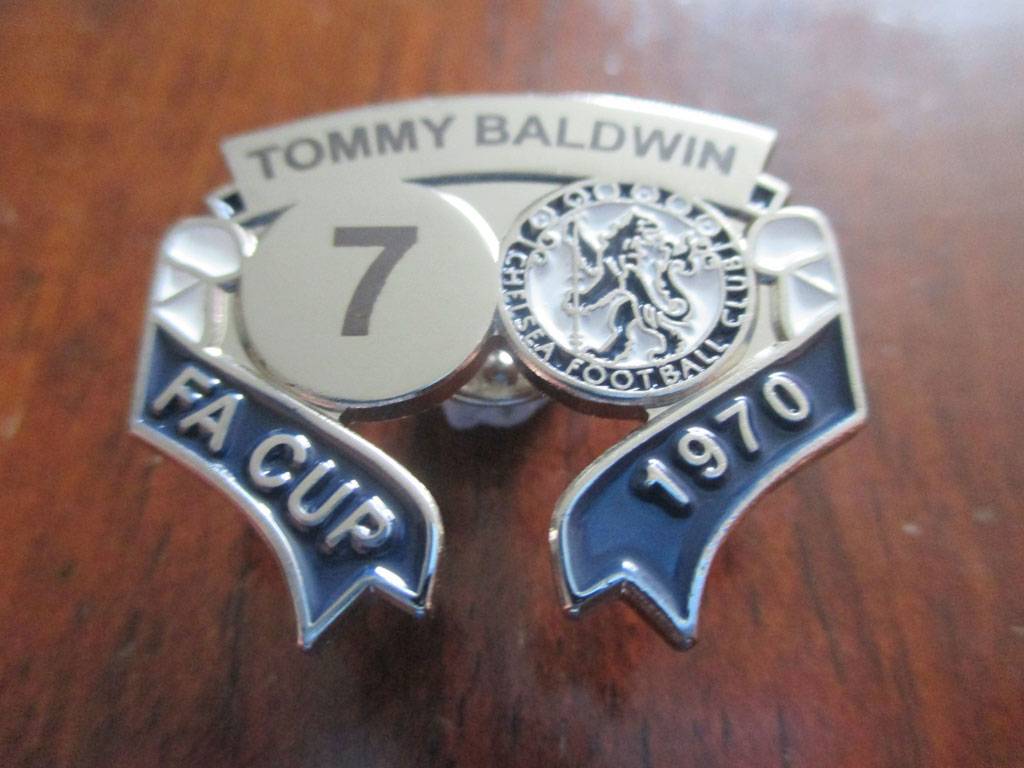 TOMMY BALDWIN
7
CHELSEA FOOTBALL CLUB
FA CUP
1970